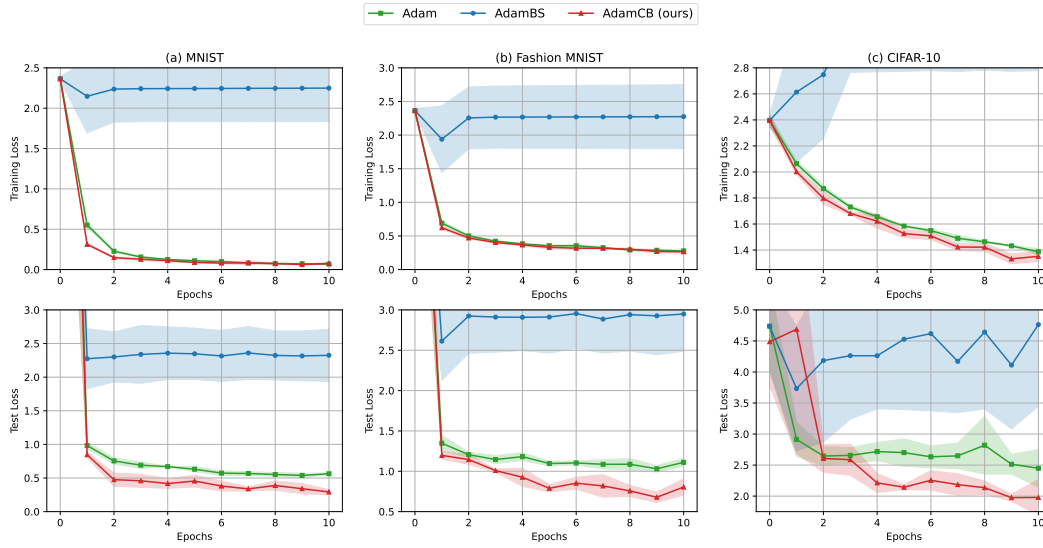 Adam AdamBS AdamCB (ours)
(a) MNIST
2.5
2.0
1.5
1.0
0.5
0.0
Training Loss
0 2 4 6 8 10
Epochs
(b) Fashion MNIST
3.0
2.5
2.0
1.5
1.0
0.5
0.0
Training Loss
0 2 4 6 8 10
Epochs
(c) CIFAR-10
2.8
2.6
2.4
2.2
2.0
1.8
1.6
1.4
Training Loss
0 2 4 6 8 10
Epochs
3.0
2.5
2.0
1.5
1.0
0.5
0.0
Test Loss
0 2 4 6 8 10
Epochs
3.0
2.5
2.0
1.5
1.0
0.5
Test Loss
0 2 4 6 8 10
Epochs
5.0
4.5
4.0
3.5
3.0
2.5
2.0
Test Loss
0 2 4 6 8 10
Epochs